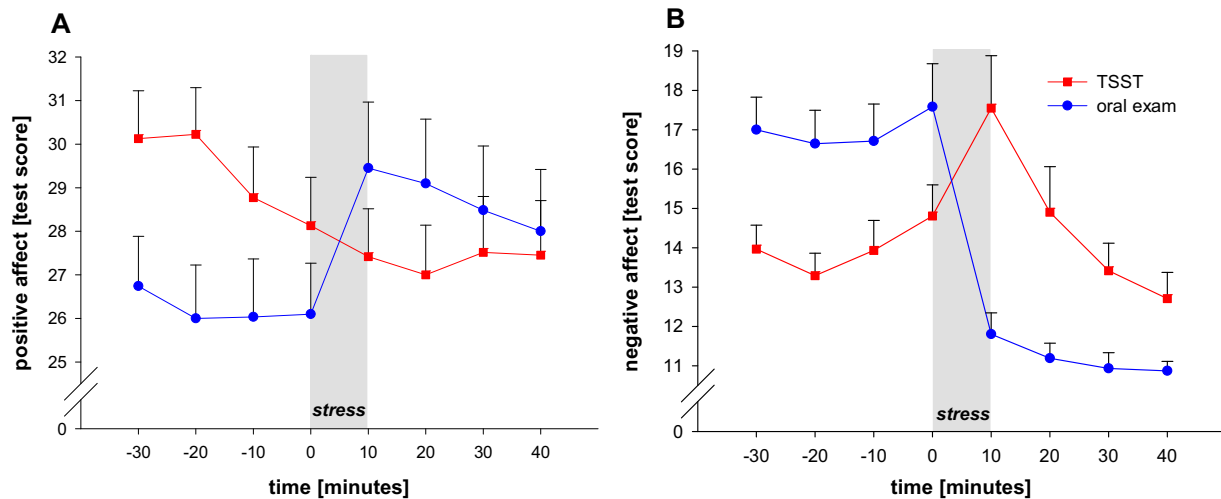 A
32
31
30
29
28
27
26
25
0
positive affect [test score]
stress
-30 -20 -10 0 10 20 30 40
time [minutes]
B
19
18
17
16
15
14
13
12
11
0
negative affect [test score]
TSST
oral exam
stress
-30 -20 -10 0 10 20 30 40
time [minutes]